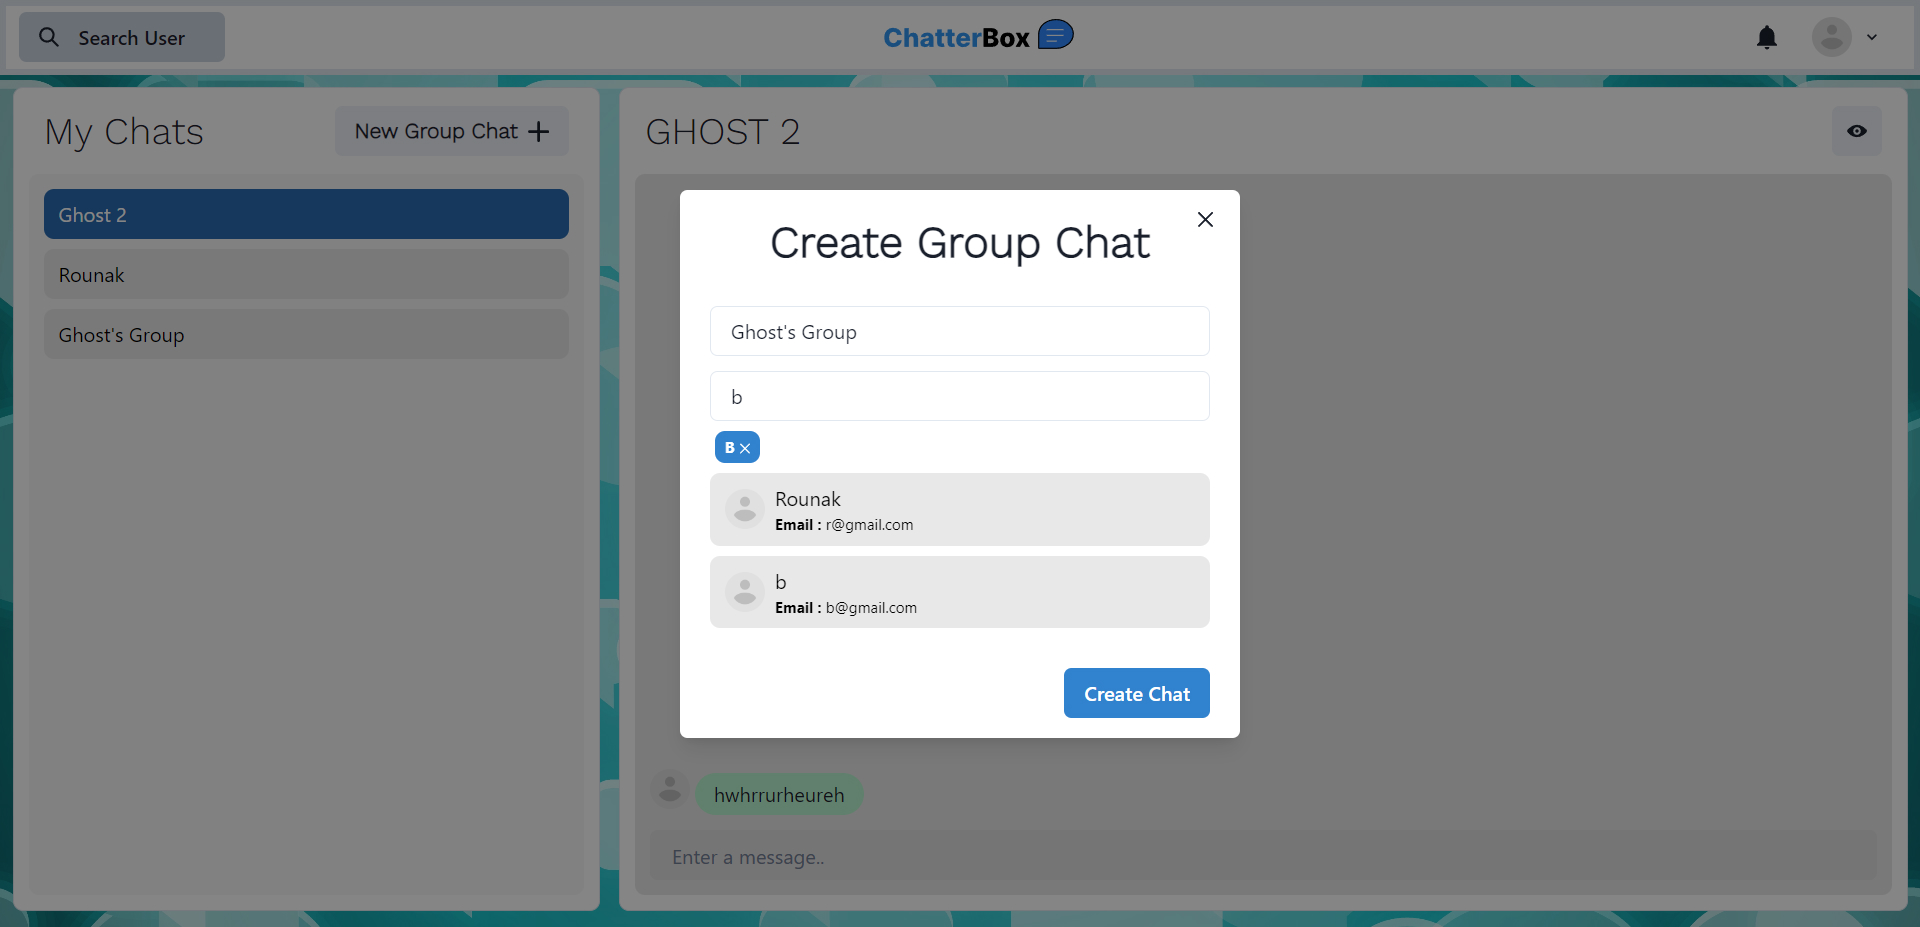 Search User
ChatterBox
My Chats
New Group Chat
GHOST 2
Ghost 2
Rounak
Ghost's Group
Create Group Chat
Ghost's Group
b
B
Rounak
Email : r@gmail.com
b
Email : b@gmail.com
Create Chat
hwhrrurheureh
Enter a message..